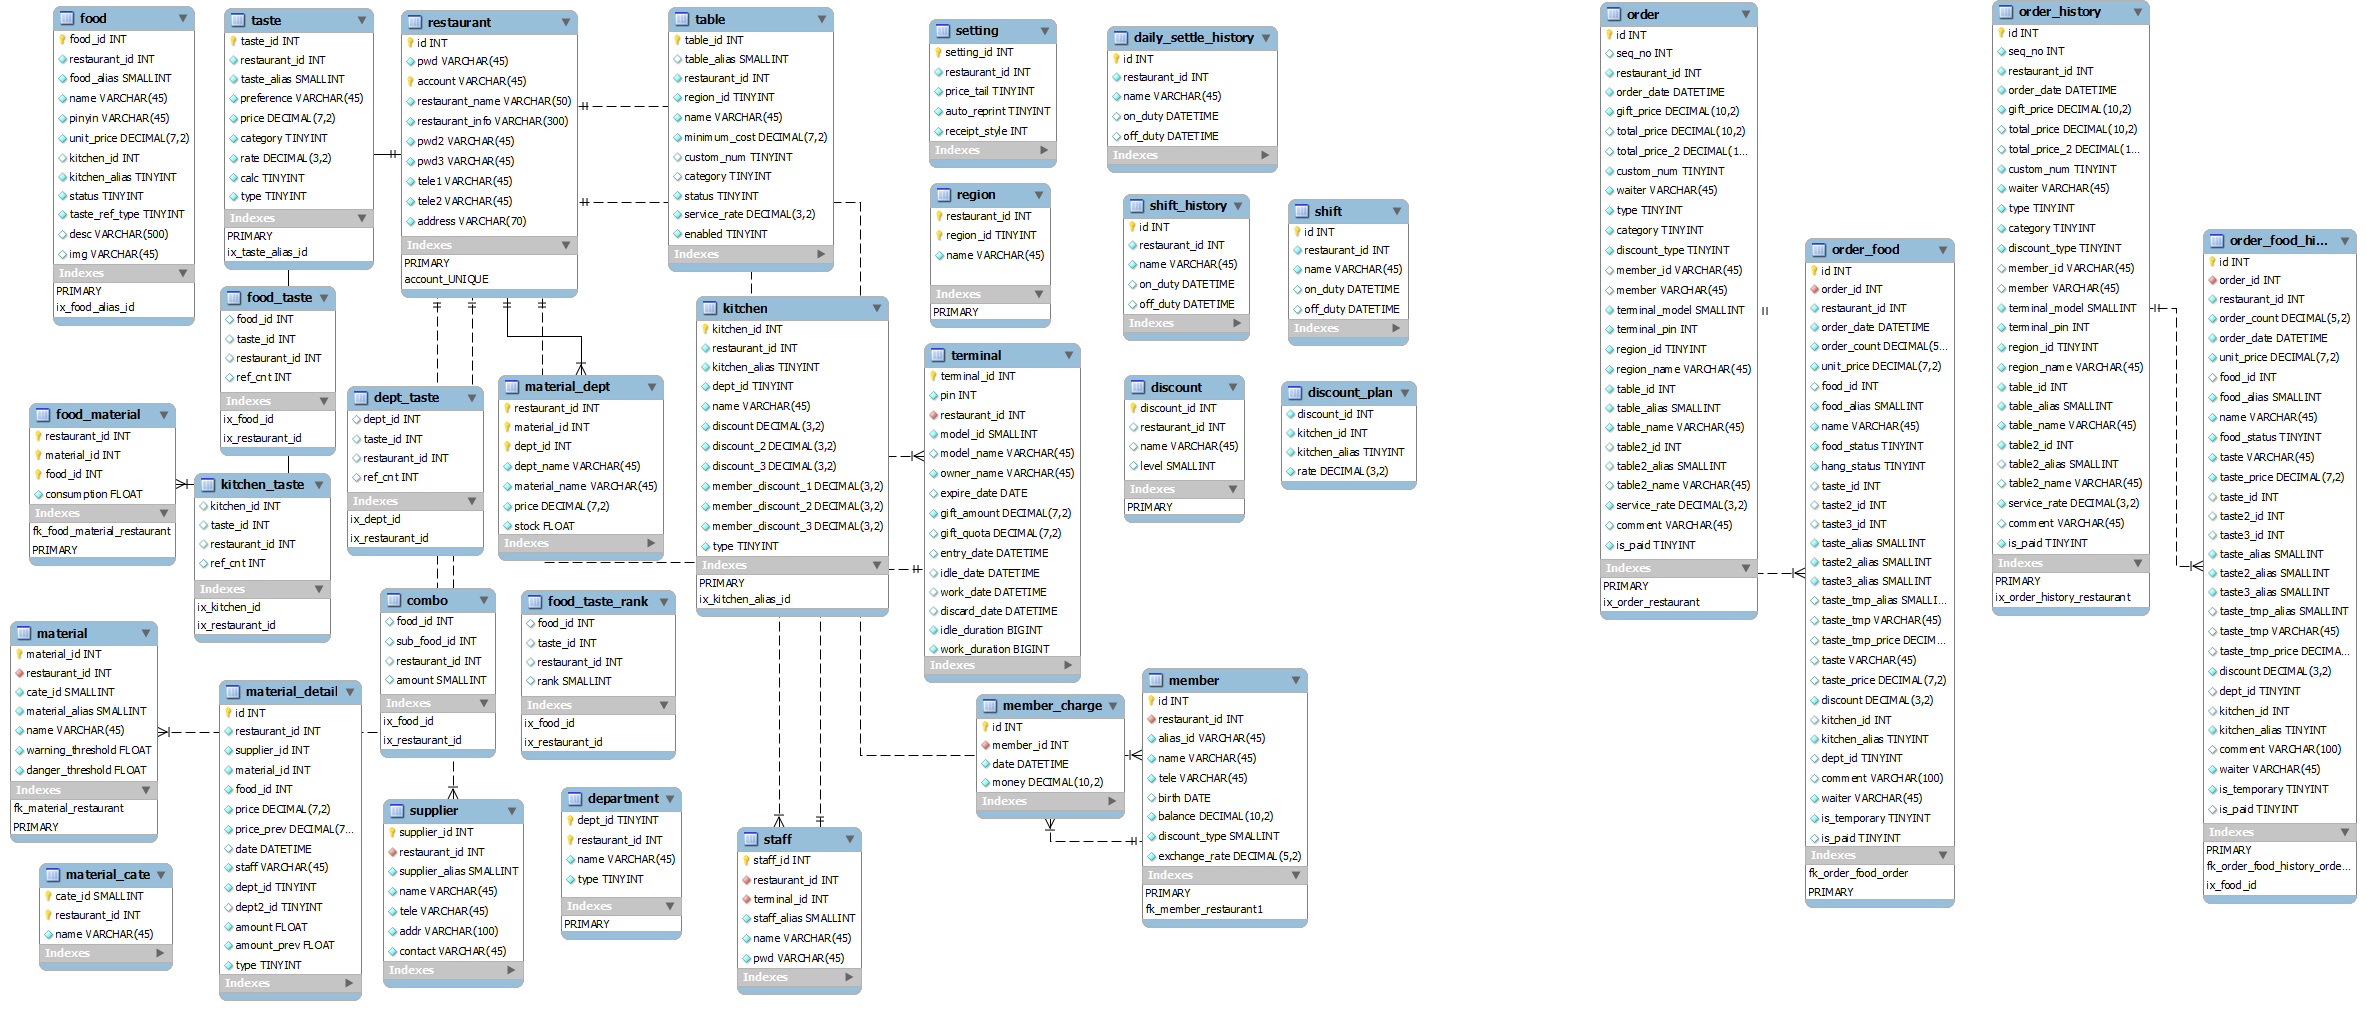 food
food_id INT
restaurant_id INT
food_alias SMALLINT
name VARCHAR(45)
pinyin VARCHAR(45)
unit_price DECIMAL(7,2)
kitchen_id INT
kitchen_alias TINYINT
status TINYINT
taste_ref_type TINYINT
desc VARCHAR(500)
img VARCHAR(45)
Indexes
PRIMARY
ix_food_alias_id
taste
taste_id INT
restaurant_id INT
taste_alias SMALLINT
preference VARCHAR(45)
price DECIMAL(7,2)
category TINYINT
rate DECIMAL(3,2)
calc TINYINT
type TINYINT
Indexes
PRIMARY
ix_taste_alias_id
restaurant
id INT
pwd VARCHAR(45)
account VARCHAR(45)
restaurant_name VARCHAR(50)
restaurant_info VARCHAR(300)
pwd2 VARCHAR(45)
pwd3 VARCHAR(45)
tele1 VARCHAR(45)
tele2 VARCHAR(45)
address VARCHAR(70)
Indexes
PRIMARY
account_UNIQUE
table
table_id INT
table_alias SMALLINT
restaurant_id INT
region_id TINYINT
name VARCHAR(45)
minimum_cost DECIMAL(7,2)
custom_num TINYINT
category TINYINT
status TINYINT
service_rate DECIMAL(3,2)
enabled TINYINT
Indexes
setting
setting_id INT
restaurant_id INT
price_tail TINYINT
auto_reprint TINYINT
receipt_style INT
Indexes
daily_settle_history
id INT
restaurant_id INT
name VARCHAR(45)
on_duty DATETIME
off_duty DATETIME
Indexes
region
restaurant_id INT
region_id TINYINT
name VARCHAR(45)
Indexes
PRIMARY
shift_history
id INT
restaurant_id INT
name VARCHAR(45)
on_duty DATETIME
off_duty DATETIME
Indexes
shift
id INT
restaurant_id INT
name VARCHAR(45)
on_duty DATETIME
off_duty DATETIME
Indexes
food_taste
food_id INT
taste_id INT
restaurant_id INT
ref_cnt INT
Indexes
ix_food_id
ix_restaurant_id
food_material
restaurant_id INT
material_id INT
food_id INT
consumption FLOAT
Indexes
fk_food_material_restaurant
PRIMARY
kitchen_taste
kitchen_id INT
taste_id INT
restaurant_id INT
ref_cnt INT
Indexes
ix_kitchen_id
ix_restaurant_id
dept_taste
dept_id INT
taste_id INT
restaurant_id INT
ref_cnt INT
Indexes
ix_dept_id
ix_restaurant_id
material_dept
restaurant_id INT
material_id INT
dept_id INT
dept_name VARCHAR(45)
material_name VARCHAR(45)
price DECIMAL(7,2)
stock FLOAT
Indexes
kitchen
kitchen_id INT
restaurant_id INT
kitchen_alias TINYINT
dept_id TINYINT
name VARCHAR(45)
discount DECIMAL(3,2)
discount_2 DECIMAL(3,2)
discount_3 DECIMAL(3,2)
member_discount_1 DECIMAL(3,2)
member_discount_2 DECIMAL(3,2)
member_discount_3 DECIMAL(3,2)
type TINYINT
Indexes
PRIMARY
ix_kitchen_alias_id
terminal
terminal_id INT
pin INT
restaurant_id INT
model_id SMALLINT
model_name VARCHAR(45)
owner_name VARCHAR(45)
expire_date DATE
gift_amount DECIMAL(7,2)
gift_quota DECIMAL(7,2)
entry_date DATETIME
idle_date DATETIME
work_date DATETIME
discard_date DATETIME
idle_duration BIGINT
work_duration BIGINT
Indexes
discount
discount_id INT
restaurant_id INT
name VARCHAR(45)
level SMALLINT
Indexes
PRIMARY
discount_plan
discount_id INT
kitchen_id INT
kitchen_alias TINYINT
rate DECIMAL(3,2)
Indexes
material
material_id INT
restaurant_id INT
cate_id SMALLINT
material_alias SMALLINT
name VARCHAR(45)
warning_threshold FLOAT
danger_threshold FLOAT
Indexes
fk_material_restaurant
PRIMARY
material_cate
cate_id SMALLINT
restaurant_id INT
name VARCHAR(45)
Indexes
material_detail
id INT
restaurant_id INT
supplier_id INT
material_id INT
food_id INT
price DECIMAL(7,2)
price_prev DECIMAL(7...
date DATETIME
staff VARCHAR(45)
dept_id TINYINT
dept2_id TINYINT
amount FLOAT
amount_prev FLOAT
type TINYINT
Indexes
combo
food_id INT
sub_food_id INT
restaurant_id INT
amount SMALLINT
Indexes
ix_food_id
ix_restaurant_id
food_taste_rank
food_id INT
taste_id INT
restaurant_id INT
rank SMALLINT
Indexes
ix_food_id
ix_restaurant_id
supplier
supplier_id INT
restaurant_id INT
supplier_alias SMALLINT
name VARCHAR(45)
tele VARCHAR(45)
addr VARCHAR(100)
contact VARCHAR(45)
Indexes
department
dept_id TINYINT
restaurant_id INT
name VARCHAR(45)
type TINYINT
Indexes
PRIMARY
staff
staff_id INT
restaurant_id INT
terminal_id INT
staff_alias SMALLINT
name VARCHAR(45)
pwd VARCHAR(45)
Indexes
member_charge
id INT
member_id INT
date DATETIME
money DECIMAL(10,2)
Indexes
member
id INT
restaurant_id INT
alias_id VARCHAR(45)
name VARCHAR(45)
tele VARCHAR(45)
birth DATE
balance DECIMAL(10,2)
discount_type SMALLINT
exchange_rate DECIMAL(5,2)
Indexes
PRIMARY
fk_member_restaurant1
order
id INT
seq_no INT
restaurant_id INT
order_date DATETIME
gift_price DECIMAL(10,2)
total_price DECIMAL(10,2)
total_price_2 DECIMAL(1...
custom_num TINYINT
waiter VARCHAR(45)
type TINYINT
category TINYINT
discount_type TINYINT
member_id VARCHAR(45)
member VARCHAR(45)
terminal_model SMALLINT
terminal_pin INT
region_id TINYINT
region_name VARCHAR(45)
table_id INT
table_alias SMALLINT
table_name VARCHAR(45)
table2_id INT
table2_alias SMALLINT
table2_name VARCHAR(45)
service_rate DECIMAL(3,2)
comment VARCHAR(45)
is_paid TINYINT
Indexes
PRIMARY
ix_order_restaurant
order_food
id INT
order_id INT
restaurant_id INT
order_date DATETIME
order_count DECIMAL(5...
unit_price DECIMAL(7,2)
food_id INT
food_alias SMALLINT
name VARCHAR(45)
food_status TINYINT
hang_status TINYINT
taste_id INT
taste2_id INT
taste3_id INT
taste_alias SMALLINT
taste2_alias SMALLINT
taste3_alias SMALLINT
taste_tmp_alias SMALLI...
taste_tmp VARCHAR(45)
taste_tmp_price DECIM...
taste VARCHAR(45)
taste_price DECIMAL(7,2)
discount DECIMAL(3,2)
kitchen_id INT
kitchen_alias TINYINT
dept_id TINYINT
comment VARCHAR(100)
waiter VARCHAR(45)
is_temporary TINYINT
is_paid TINYINT
Indexes
fk_order_food_order
PRIMARY
order_history
id INT
seq_no INT
restaurant_id INT
order_date DATETIME
gift_price DECIMAL(10,2)
total_price DECIMAL(10,2)
total_price_2 DECIMAL(1...
custom_num TINYINT
waiter VARCHAR(45)
type TINYINT
category TINYINT
discount_type TINYINT
member_id VARCHAR(45)
member VARCHAR(45)
terminal_model SMALLINT
terminal_pin INT
region_id TINYINT
region_name VARCHAR(45)
table_id INT
table_alias SMALLINT
table_name VARCHAR(45)
table2_id INT
table2_alias SMALLINT
table2_name VARCHAR(45)
service_rate DECIMAL(3,2)
comment VARCHAR(45)
is_paid TINYINT
Indexes
PRIMARY
ix_order_history_restaurant
order_food_hi...
id INT
order_id INT
restaurant_id INT
order_count DECIMAL(5,2)
order_date DATETIME
unit_price DECIMAL(7,2)
food_id INT
food_alias SMALLINT
name VARCHAR(45)
food_status TINYINT
taste VARCHAR(45)
taste_price DECIMAL(7,2)
taste_id INT
taste2_id INT
taste3_id INT
taste_alias SMALLINT
taste2_alias SMALLINT
taste3_alias SMALLINT
taste_tmp_alias SMALLINT
taste_tmp VARCHAR(45)
taste_tmp_price DECIMA...
discount DECIMAL(3,2)
dept_id TINYINT
kitchen_id INT
kitchen_alias TINYINT
comment VARCHAR(100)
waiter VARCHAR(45)
is_temporary TINYINT
is_paid TINYINT
Indexes
PRIMARY
fk_order_food_history_orde...
ix_food_id